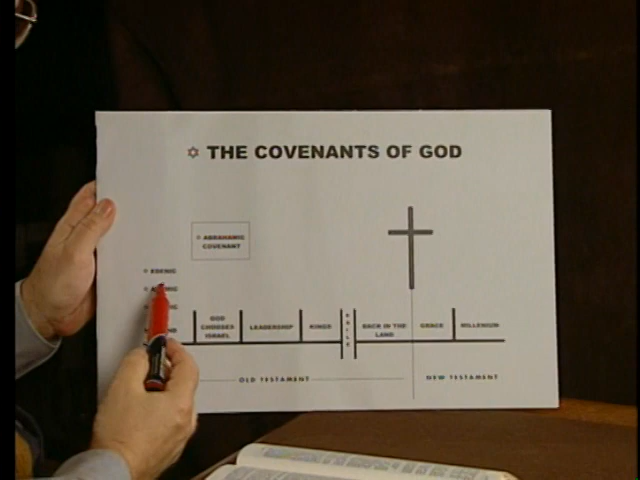 THE COVENANTS OF GOD
ABRAHAMIC
COVENANT
EDENIC
GOD
CHOOSES
ISRAEL
LEADERSHIP
KINGS
EXILE
BACK IN THE
LAND
GRACE
MILLENIUM
OLD TESTAMENT
NEW TESTAMENT